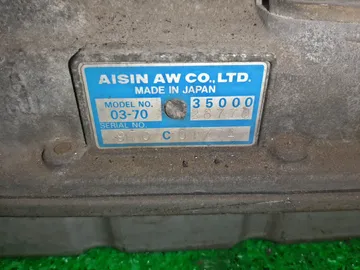 AISIN AW CO., LTD.
MADE IN JAPAN
MODEL NO.
03-70
35000
SERIAL NO.
C